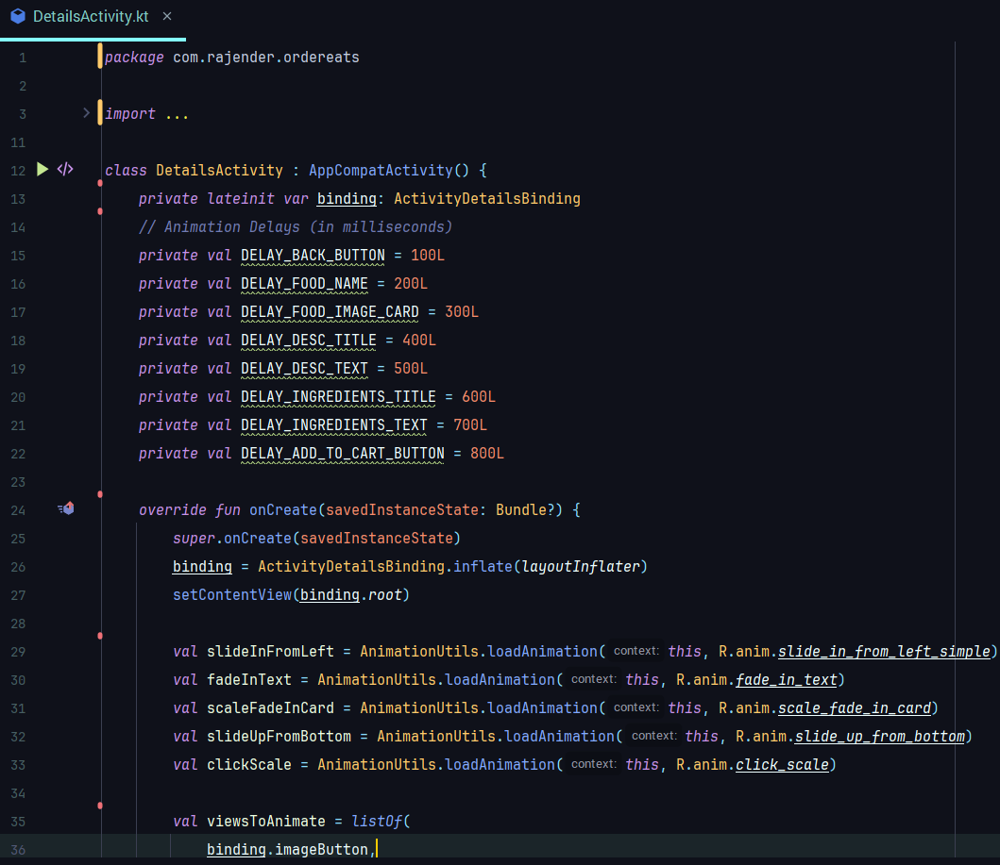 DetailsActivity.kt ×
1 package com.rajender.ordereats
2
3 import ...
11
12 class DetailsActivity : AppCompatActivity() {
13 private lateinit var binding: ActivityDetailsBinding
14 // Animation Delays (in milliseconds)
15 private val DELAY_BACK_BUTTON = 100L
16 private val DELAY_FOOD_NAME = 200L
17 private val DELAY_FOOD_IMAGE_CARD = 300L
18 private val DELAY_DESC_TITLE = 400L
19 private val DELAY_DESC_TEXT = 500L
20 private val DELAY_INGREDIENTS_TITLE = 600L
21 private val DELAY_INGREDIENTS_TEXT = 700L
22 private val DELAY_ADD_TO_CART_BUTTON = 800L
23
24 override fun onCreate(savedInstanceState: Bundle?) {
25 super.onCreate(savedInstanceState)
26 binding = ActivityDetailsBinding.inflate(layoutInflater)
27 setContentView(binding.root)
28
29 val slideInFromLeft = AnimationUtils.loadAnimation( context: this, R.anim.slide_in_from_left_simple)
30 val fadeInText = AnimationUtils.loadAnimation( context: this, R.anim.fade_in_text)
31 val scaleFadeInCard = AnimationUtils.loadAnimation( context: this, R.anim.scale_fade_in_card)
32 val slideUpFromBottom = AnimationUtils.loadAnimation( context: this, R.anim.slide_up_from_bottom)
33 val clickScale = AnimationUtils.loadAnimation( context: this, R.anim.click_scale)
34
35 val viewsToAnimate = listOf(
36 binding.imageButton,